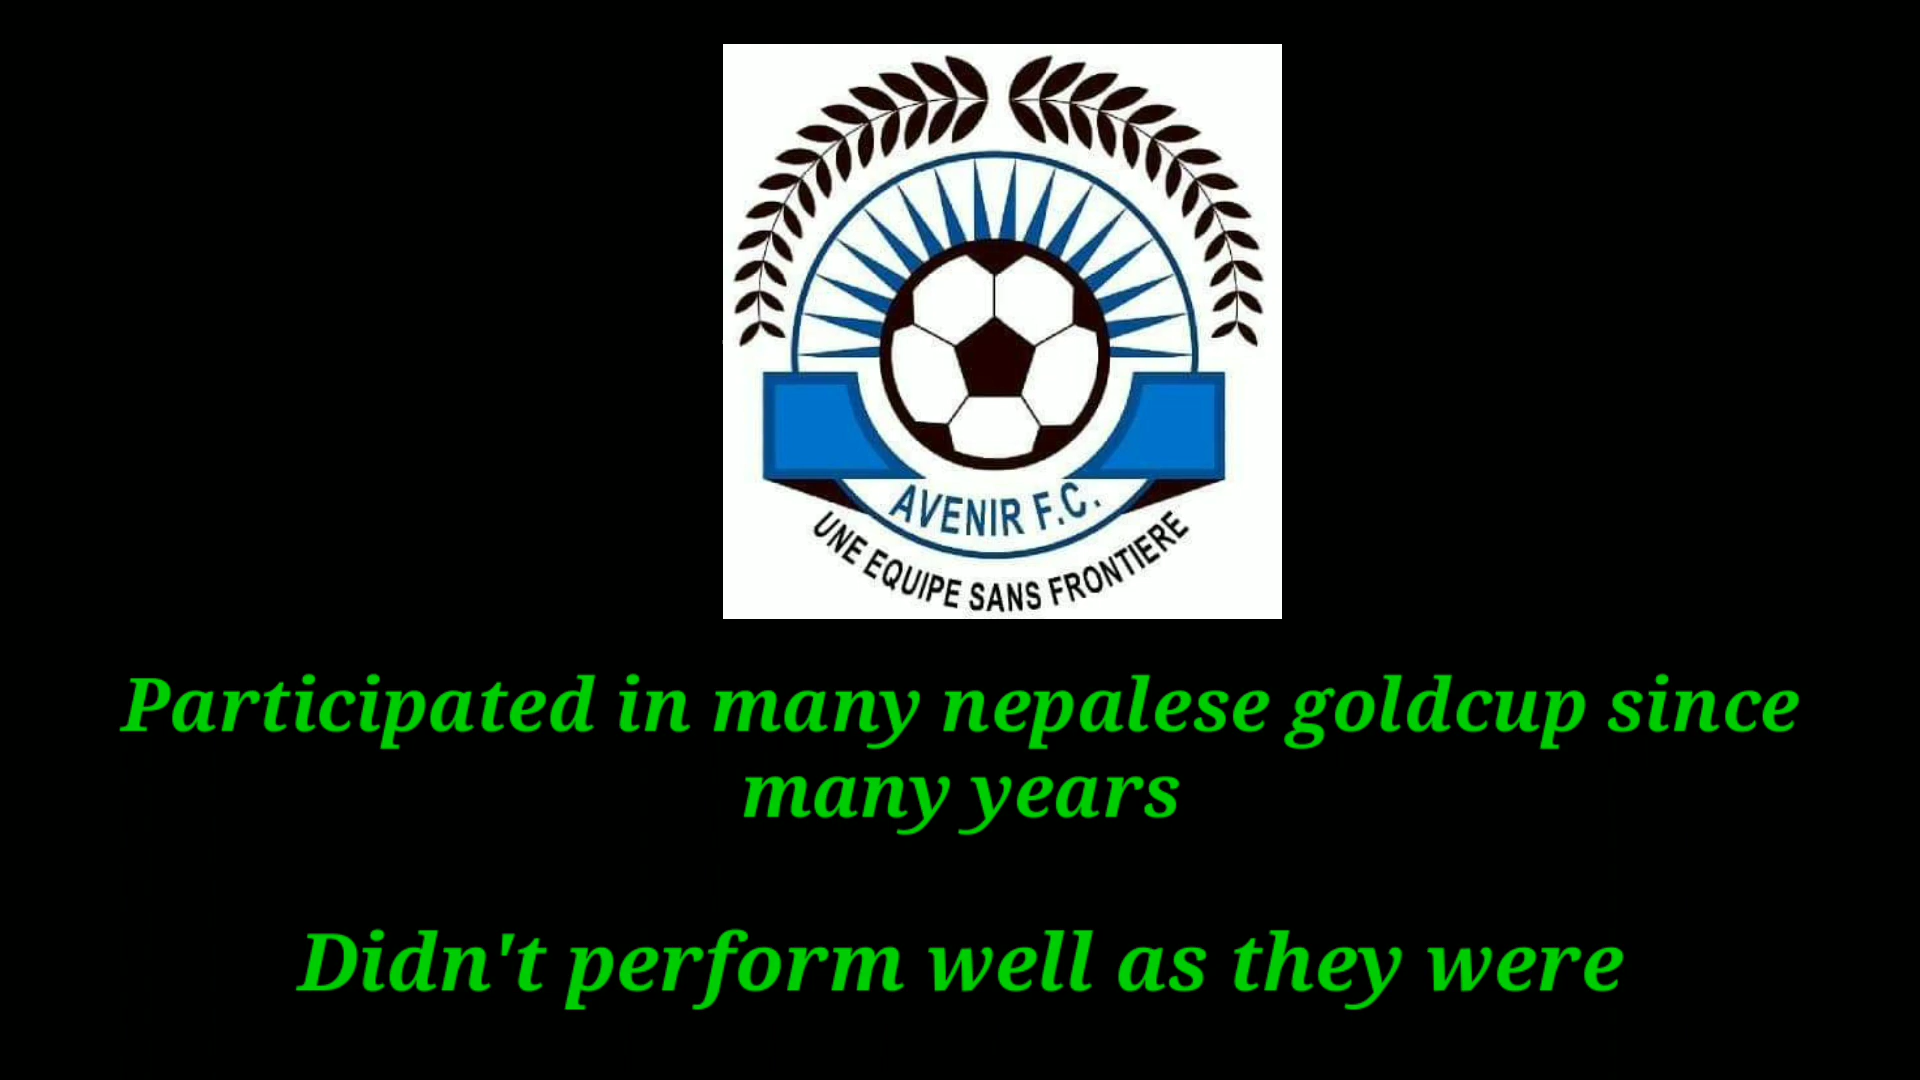 AVENIR F.C.
UNE EQUIPE SANS FRONTIERE
Participated in many nepalese goldcup since
many years
Didn't perform well as they were